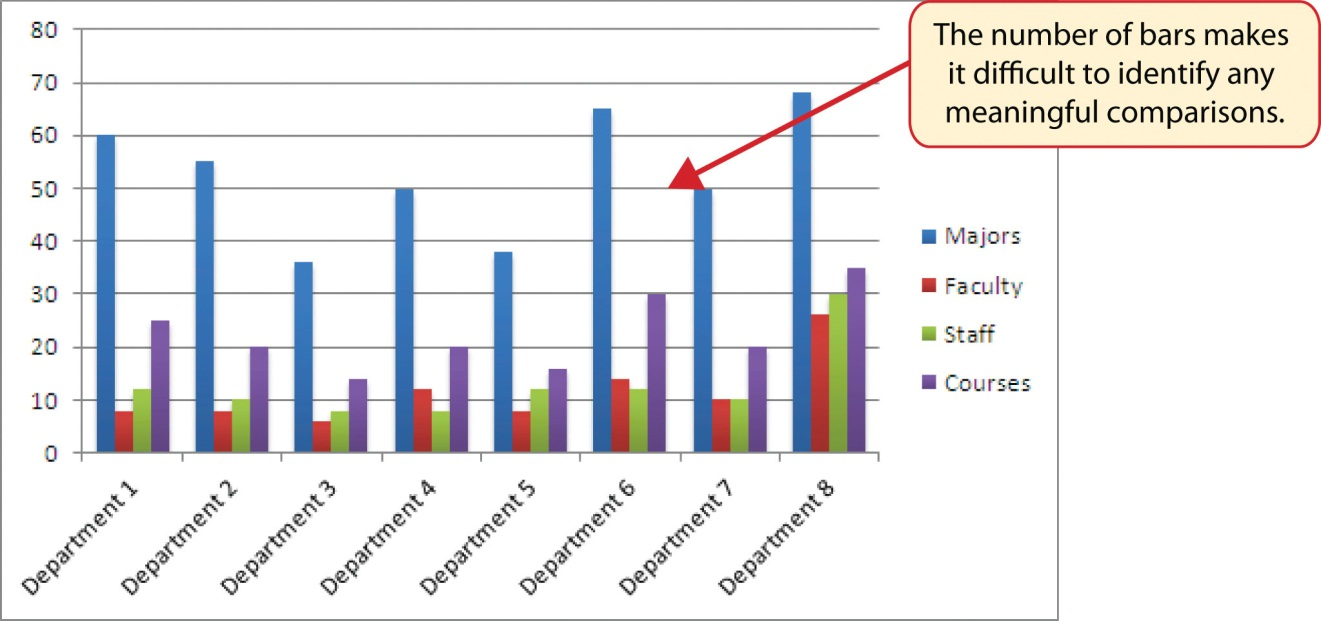 The number of bars makes
it difficult to identify any
meaningful comparisons.
80
70
60
50
40
30
20
10
0
Department 1
Department 2
Department 3
Department 4
Department 5
Department 6
Department 7
Department 8
Majors
Faculty
Staff
Courses